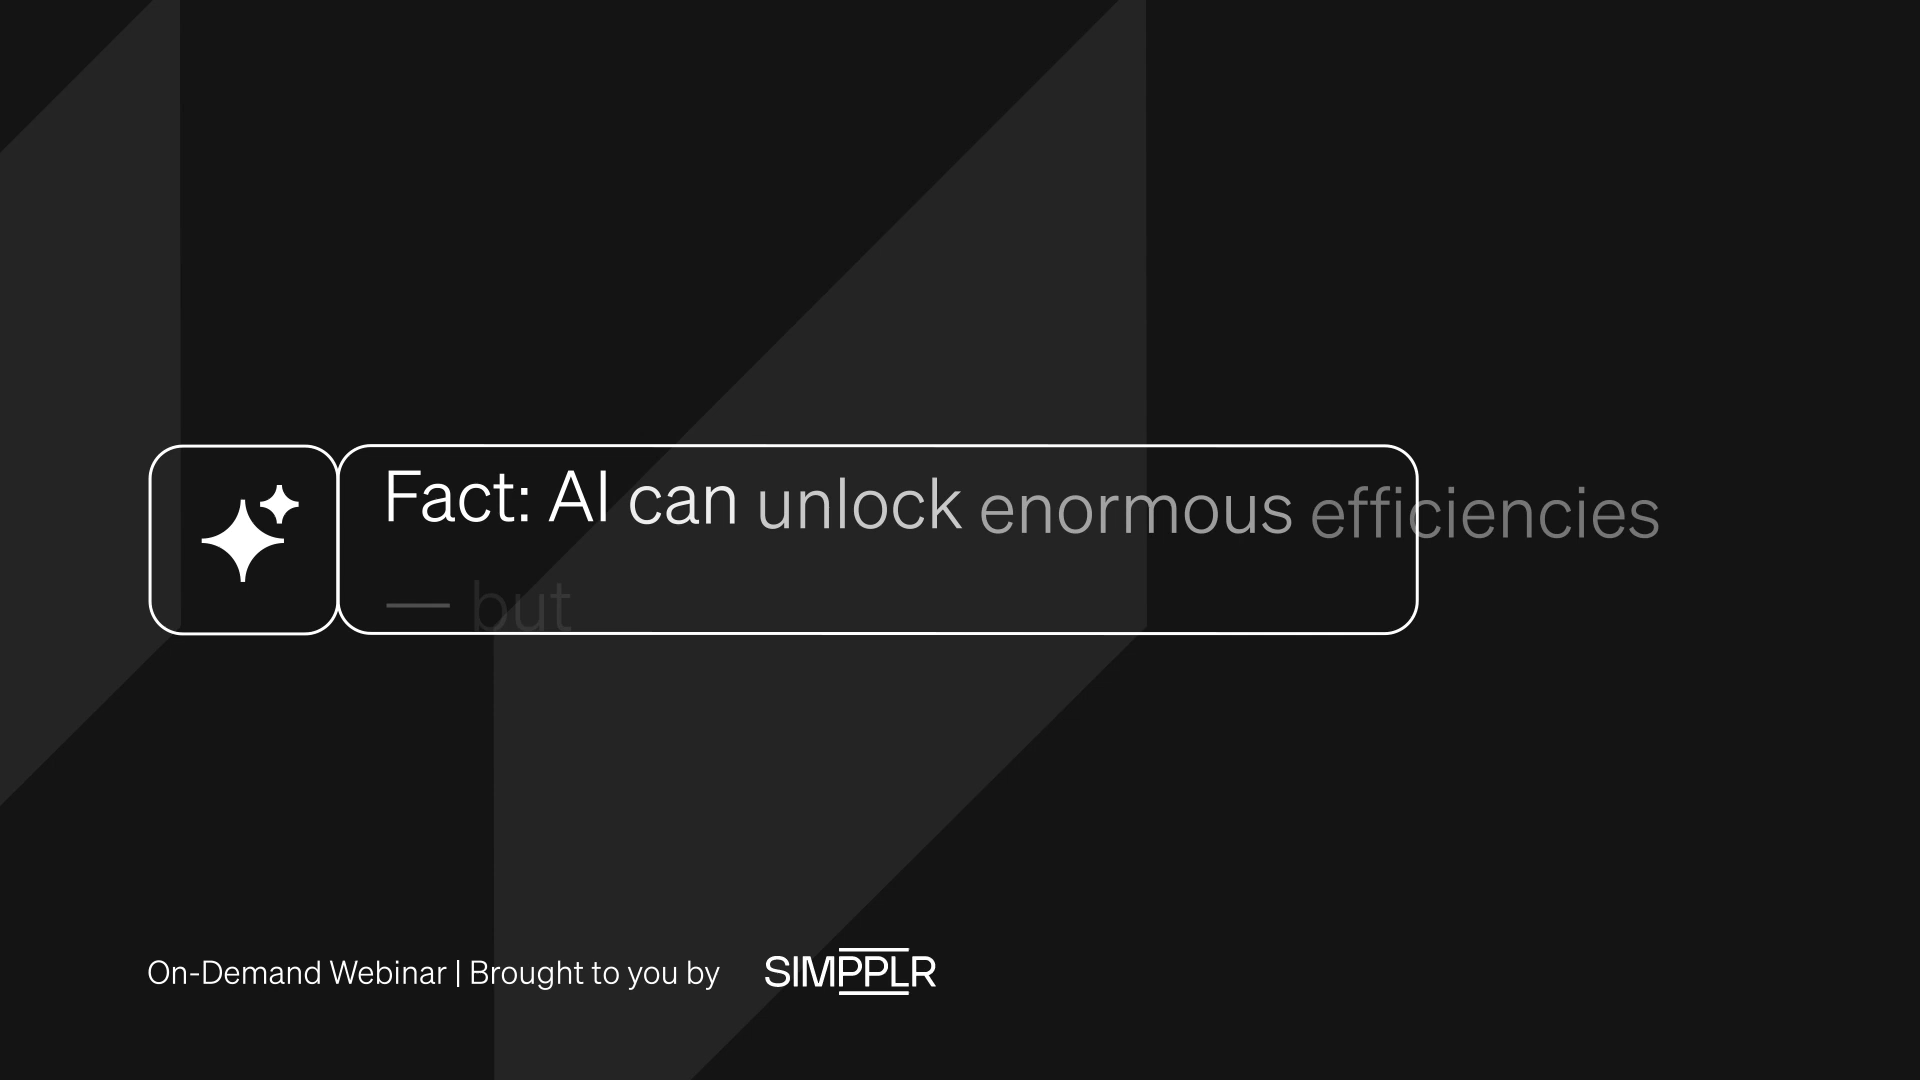 Fact: AI can unlock enormous efficiencies
— but
On-Demand Webinar | Brought to you by SIMPPLR